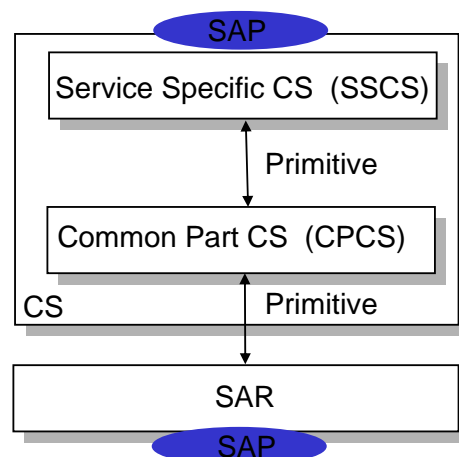 SAP
Service Specific CS (SSCS)
Primitive
Common Part CS (CPCS)
CS
Primitive
SAR
SAP